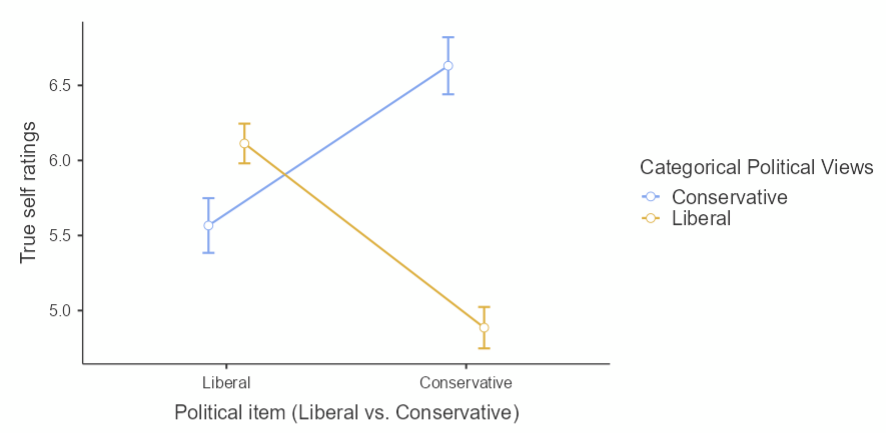 True self ratings
6.5
6.0
5.5
5.0
Liberal
Conservative
Political item (Liberal vs. Conservative)
Categorical Political Views
Conservative
Liberal